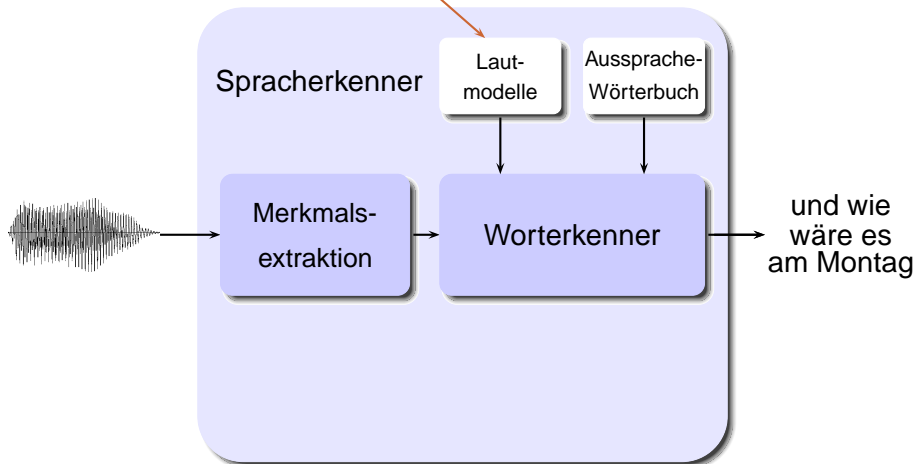 Spracherkenner
Laut-
modelle
Aussprache-
Wörterbuch
Merkmals-
extraktion
Worterkenner
und wie
wäre es
am Montag